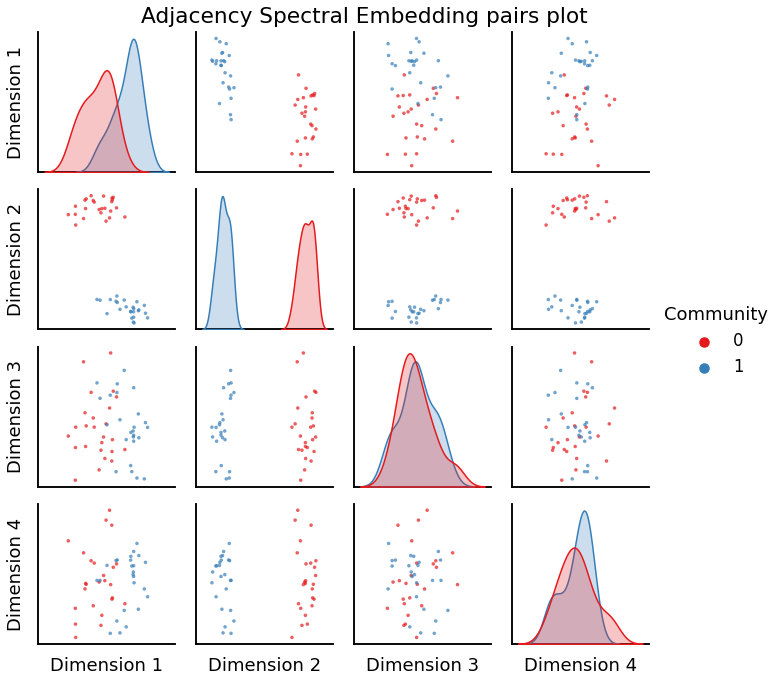 Adjacency Spectral Embedding pairs plot
Dimension 1
Dimension 2
Dimension 3
Dimension 4
Community
0
1
Dimension 1
Dimension 2
Dimension 3
Dimension 4